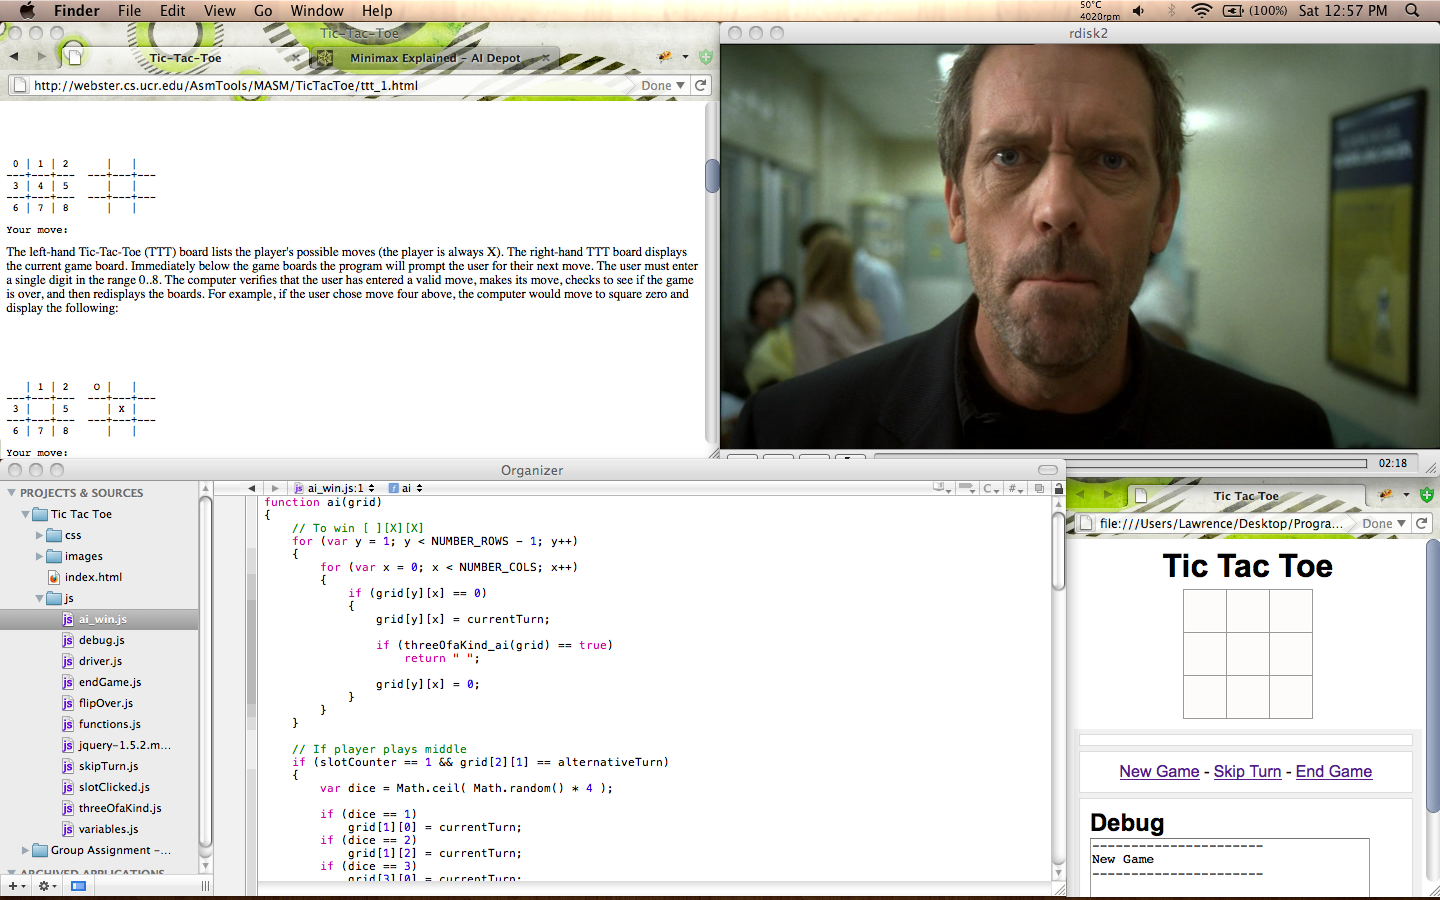 Finder File Edit View Go Window Help
50°C
4020rpm
(100%) Sat 12:57 PM
Tic-Tac-Toe
Tic-Tac-Toe
Minimax Explained - AI Depot
http://webster.cs.ucr.edu/AsmTools/MASM/TicTacToe/ttt_1.html
Done
0 | 1 | 2 | |
---+---+--- ---+---+---
3 | 4 | 5 | |
---+---+--- ---+---+---
6 | 7 | 8 | |
Your move:
The left-hand Tic-Tac-Toe (TTT) board lists the player's possible moves (the player is always X). The right-hand TTT board displays
the current game board. Immediately below the game boards the program will prompt the user for their next move. The user must enter
a single digit in the range 0..8. The computer verifies that the user has entered a valid move, makes its move, checks to see if the game
is over, and then redisplays the boards. For example, if the user chose move four above, the computer would move to square zero and
display the following:
| 1 | 2 O | |
---+---+--- ---+---+---
3 | | 5 | X |
---+---+--- ---+---+---
6 | 7 | 8 | |
Your move:
rdisk2
02:18
Organizer
PROJECTS & SOURCES
Tic Tac Toe
css
images
index.html
js
ai_win.js
debug.js
driver.js
endGame.js
flipOver.js
functions.js
jquery-1.5.2.m...
skipTurn.js
slotClicked.js
threeOfaKind.js
variables.js
Group Assignment -...
ARCHIVED APPLICATIONS
ai_win.js:1
ai
C
#
function ai(grid)
{
// To win [ ][X][X]
for (var y = 1; y < NUMBER_ROWS - 1; y++)
{
for (var x = 0; x < NUMBER_COLS; x++)
{
if (grid[y][x] == 0)
{
grid[y][x] = currentTurn;
if (threeOfaKind_ai(grid) == true)
return " ";
grid[y][x] = 0;
}
}
}
// If player plays middle
if (slotCounter == 1 && grid[2][1] == alternativeTurn)
{
var dice = Math.ceil( Math.random() * 4 );
if (dice == 1)
grid[1][0] = currentTurn;
if (dice == 2)
grid[1][2] = currentTurn;
if (dice == 3)
grid[3][0] = currentTurn;
Tic Tac Toe
file:///Users/Lawrence/Desktop/Progra...
Done
Tic Tac Toe
New Game - Skip Turn - End Game
Debug
-----------------------
New Game
-----------------------